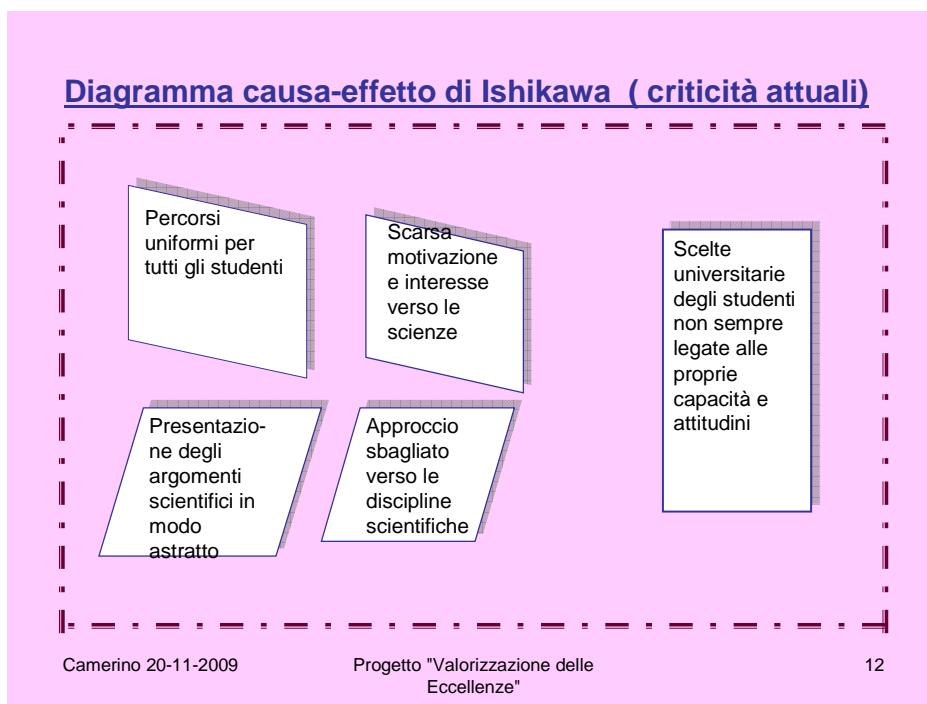 Diagramma causa-effetto di Ishikawa  ( criticità attuali)
Percorsi
uniformi per
tutti gli studenti
Scarsa
motivazione
e interesse
verso le
scienze
Presentazio-
ne degli
argomenti
scientifici in
modo
astratto
Approccio
sbagliato
verso le
discipline
scientifiche
Scelte
universitarie
degli studenti
non sempre
legate alle
proprie
capacità e
attitudini
Camerino 20-11-2009
Progetto "Valorizzazione delle
Eccellenze"
12